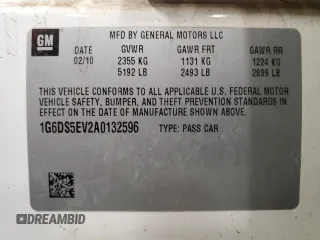 GM
MFD BY GENERAL MOTORS LLC
DATE GVWR GAWR FRT GAWR RR
02/10 2355 KG 1131 KG 1224 KG
5192 LB 2493 LB 2699 LB
THIS VEHICLE CONFORMS TO ALL APPLICABLE U.S. FEDERAL
MOTOR VEHICLE SAFETY, BUMPER, AND THEFT PREVENTION
STANDARDS IN EFFECT ON THE DATE OF MANUFACTURE
SHOWN ABOVE.
1G6DS5EV2A0132596 TYPE: PASS CAR
AUTOHELPERBOT.COM